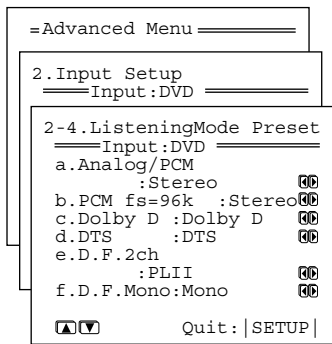 Advanced Menu
2.Input Setup
Input:DVD
2-4.ListeningMode Preset
Input:DVD
a.Analog/PCM
:Stereo
b.PCM fs=96k :Stereo
c.Dolby D :Dolby D
d.DTS :DTS
e.D.F.2ch
:PLII
f.D.F.Mono:Mono
Quit:|SETUP|